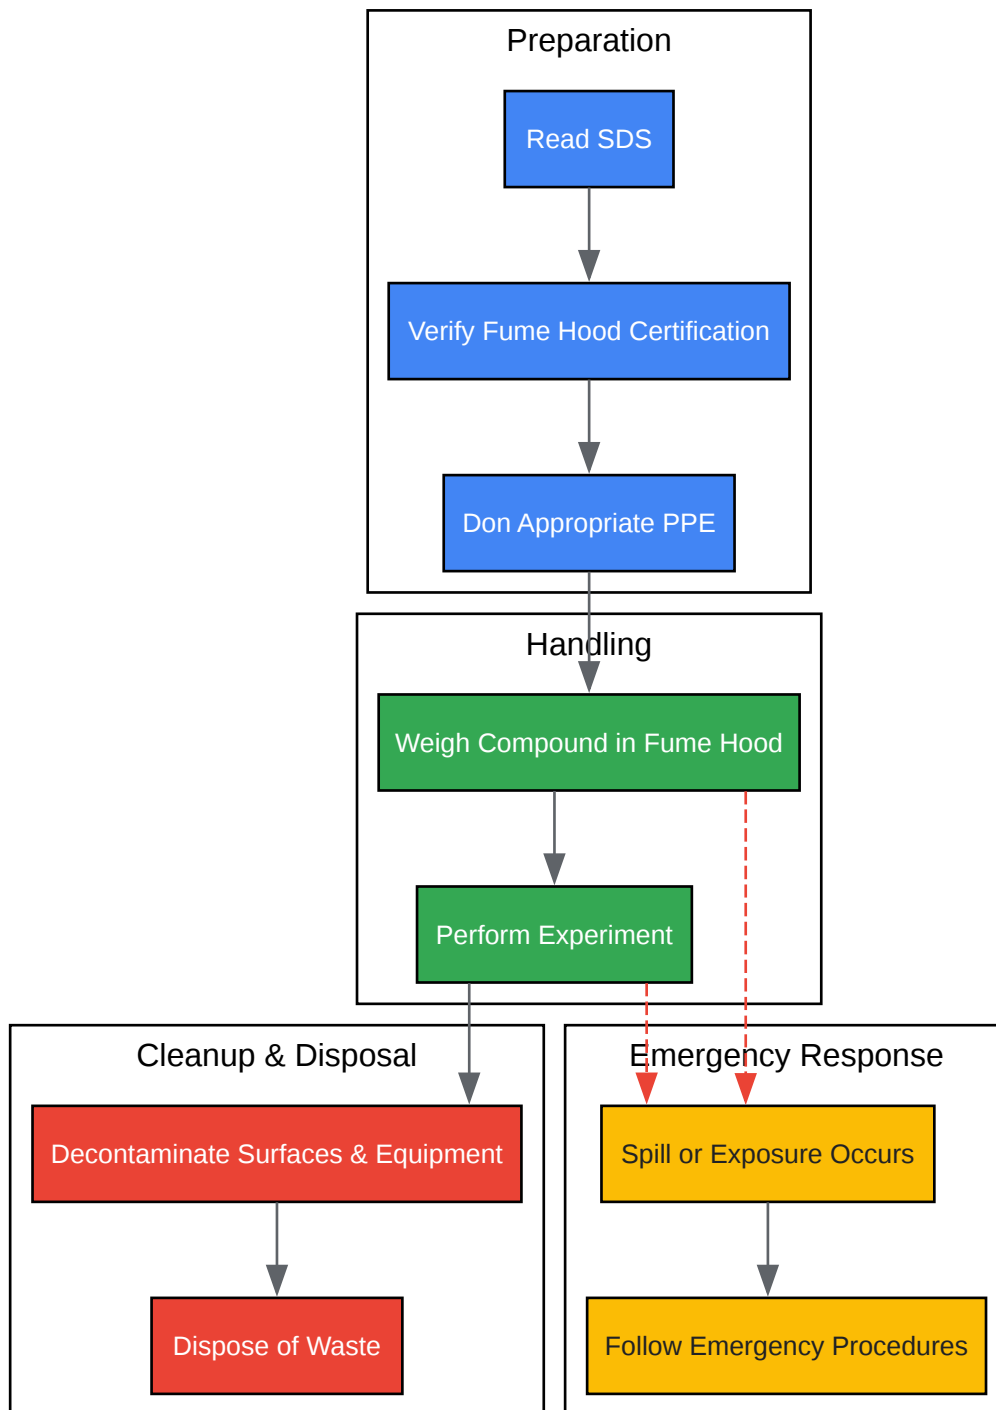 Preparation
Read SDS
Verify Fume Hood Certification
Don Appropriate PPE
Handling
Weigh Compound in Fume Hood
Perform Experiment
Cleanup & Disposal
Decontaminate Surfaces & Equipment
Dispose of Waste
Emergency Response
Spill or Exposure Occurs
Follow Emergency Procedures